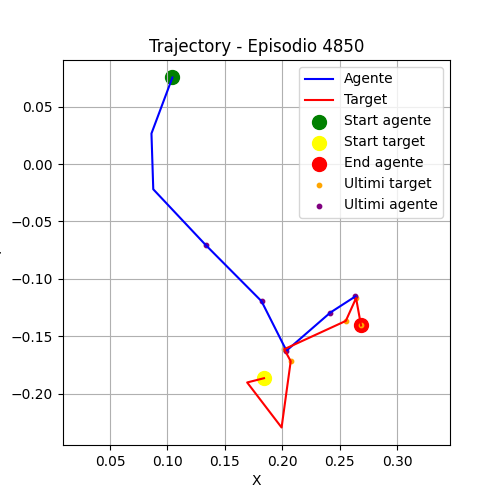 Trajectory - Episodio 4850
Agente
Target
Start agente
Start target
End agente
Ultimi target
Ultimi agente
0.05
0.00
−0.05
−0.10
−0.15
−0.20
0.05
0.10
0.15
0.20
0.25
0.30
X